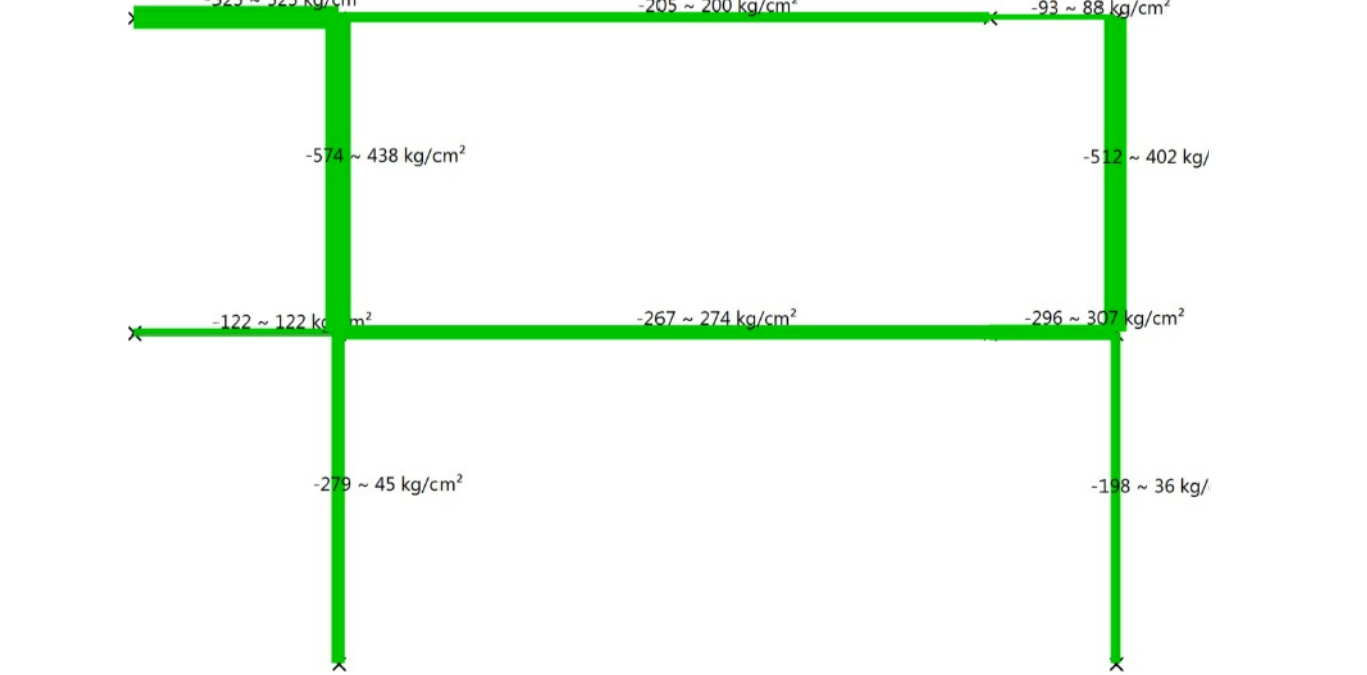 -205 ~ 200 kg/cm²
-93 ~ 88 kg/cm²
-574 ~ 438 kg/cm²
-512 ~ 402 kg/
-122 ~ 122 kg/cm²
-267 ~ 274 kg/cm²
-296 ~ 307 kg/cm²
-279 ~ 45 kg/cm²
-198 ~ 36 kg/